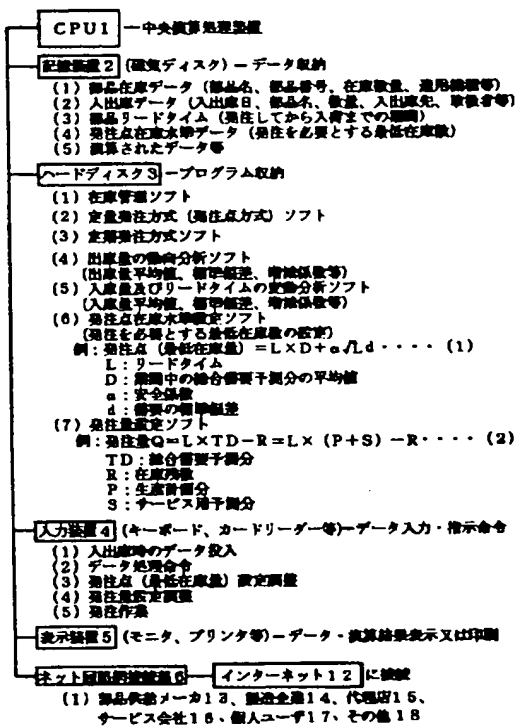 CPU1 ー中央演算処理装置
記憶装置2 (磁気ディスク)ーデータ収納
(1) 部品在庫データ (部品名、部品番号、在庫数量、適用機種等)
(2) 入出庫データ (入出庫日、部品名、数量、入出庫先、取扱者等)
(3) 部品リードタイム (発注してから入荷までの期間)
(4) 発注点在庫水準データ (発注を必要とする最低在庫数)
(5) 演算されたデータ等
ハードディスク3 ープログラム収納
(1) 在庫管理ソフト
(2) 定量発注方式 (発注点方式) ソフト
(3) 定期発注方式ソフト
(4) 出庫量の動向分析ソフト
(出庫量平均値、標準偏差、増減係数等)
(5) 入庫量及びリードタイムの変動分析ソフト
(入庫量平均値、標準偏差、増減係数等)
(6) 発注点在庫水準設定ソフト
(発注を必要とする最低在庫数の設定)
例:発注点 (最低在庫量) =L×D+α√Ld・・・・ (1)
L:リードタイム
D:期間中の総合需要予測分の平均値
α:安全係数
d:需要の標準偏差
(7) 発注量設定ソフト
例:発注量Q=L×TD-R=L× (P+S) -R・・・・ (2)
TD:総合需要予測分
R:在庫残数
P:生産計画分
S:サービス用予測分
入力装置4 (キーボード、カードリーダー等)ーデータ入力・指示命令
(1) 入出庫時のデータ投入
(2) データ処理命令
(3) 発注点 (最低在庫量) 設定調整
(4) 発注量設定調整
(5) 発注作業
表示装置5 (モニタ、プリンタ等)ーデータ・演算結果表示又は印刷
ネット回路網接続器6 インターネット12 に接続
(1) 部品供給メーカ13、製造企業14、代理店15、
サービス会社16、個人ユーザ17、その他18